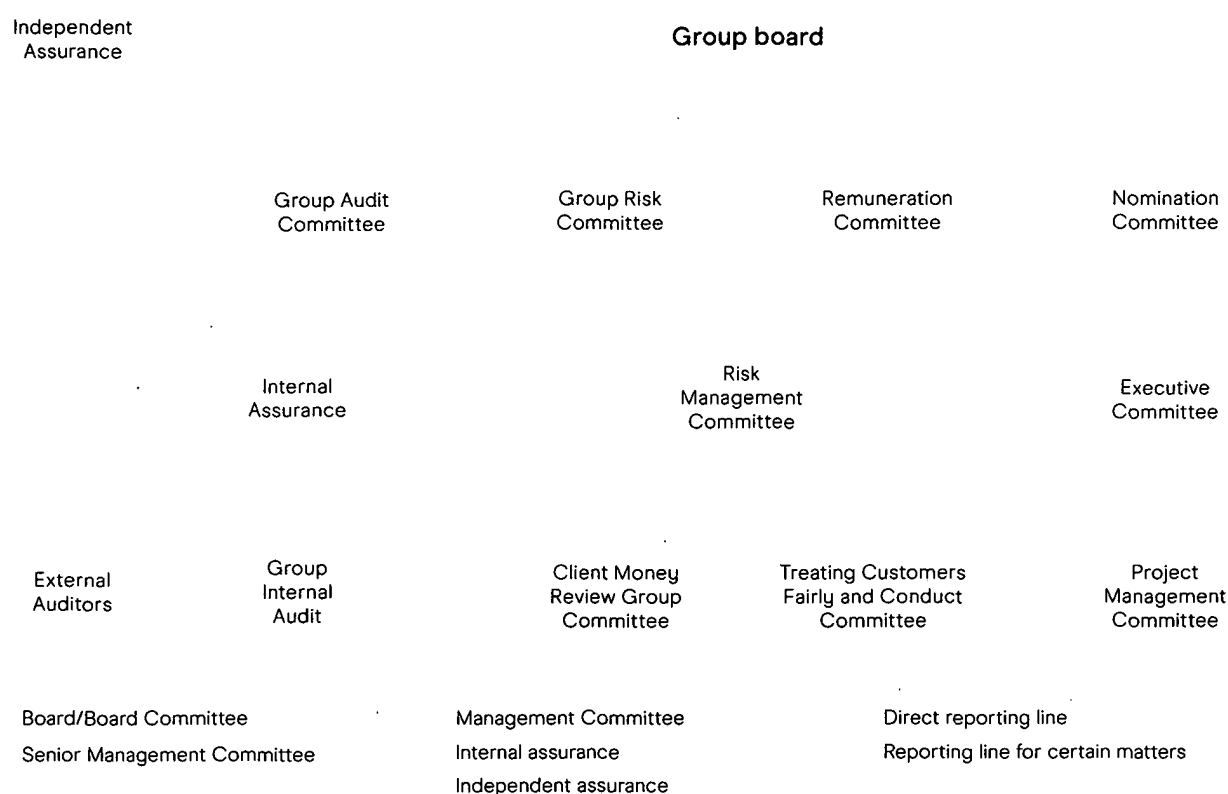 Independent
Assurance
Group board
Group Audit
Committee
Group Risk
Committee
Remuneration
Committee
Nomination
Committee
Internal
Assurance
Risk
Management
Committee
Executive
Committee
External
Auditors
Group
Internal
Audit
Client Money
Review Group
Committee
Treating Customers
Fairly and Conduct
Committee
Project
Management
Committee
Board/Board Committee
Senior Management Committee
Management Committee
Internal assurance
Independent assurance
Direct reporting line
Reporting line for certain matters